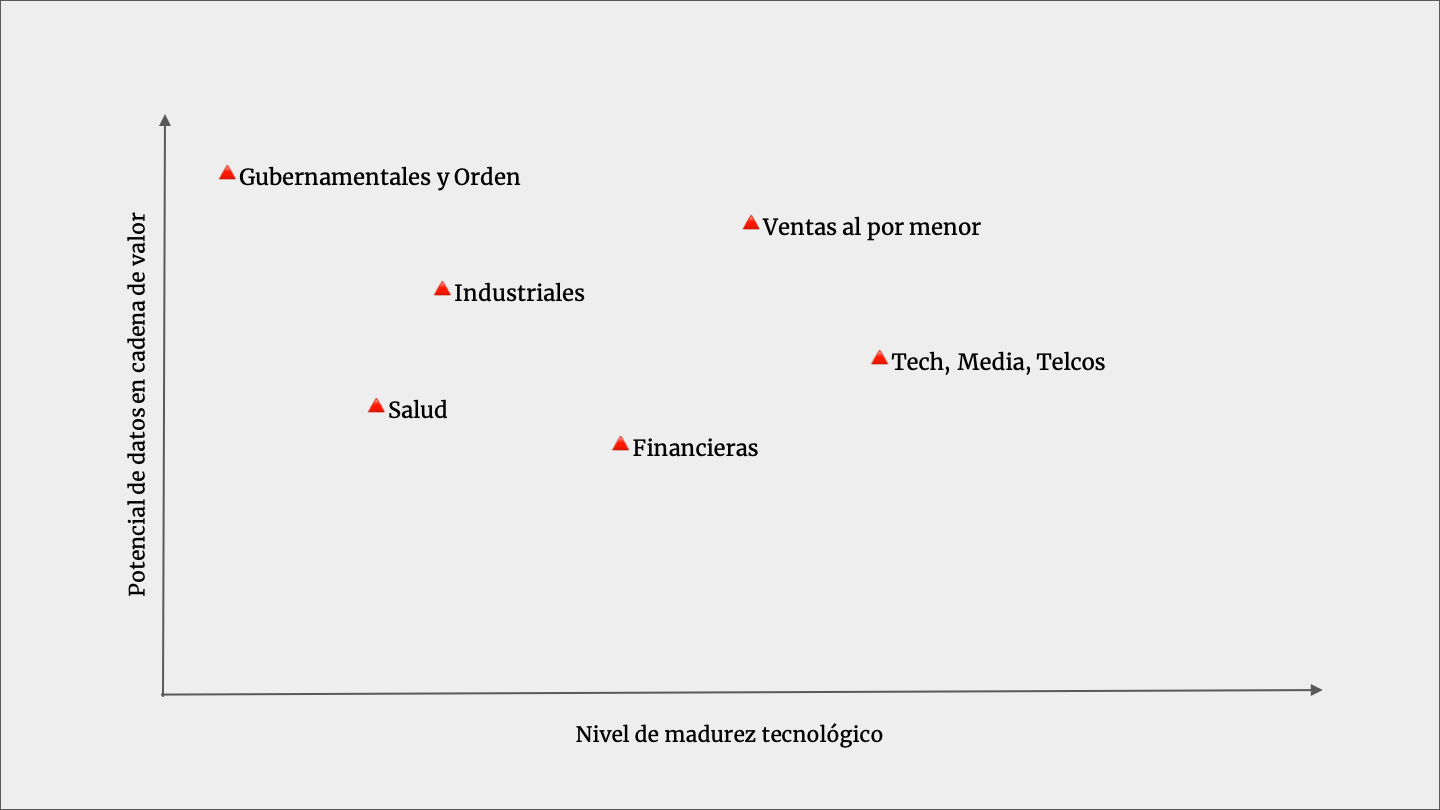 Gubernamentales y Orden
Ventas al por menor
Industriales
Tech, Media, Telcos
Salud
Financieras
Potencial de datos en cadena de valor
Nivel de madurez tecnológico